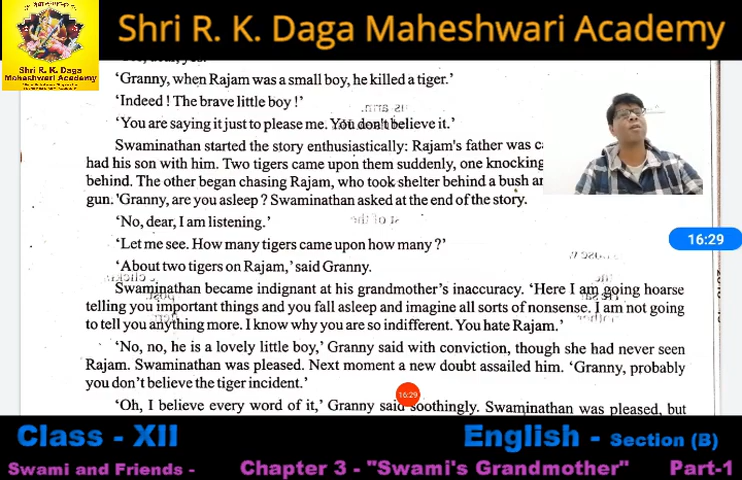 Shri R. K. Daga Maheshwari Academy
Shri R. K. Daga
Maheshwari Academy
'Granny, when Rajam was a small boy, he killed a tiger.'
'Indeed ! The brave little boy !'
'You are saying it just to please me. You don't believe it.'
Swaminathan started the story enthusiastically: Rajam's father was
had his son with him. Two tigers came upon them suddenly, one knocking
behind. The other began chasing Rajam, who took shelter behind a bush
gun. 'Granny, are you asleep ? Swaminathan asked at the end of the story.
'No, dear, I am listening.'
'Let me see. How many tigers came upon how many ?'
'About two tigers on Rajam,' said Granny.
16:29
Swaminathan became indignant at his grandmother's inaccuracy. 'Here I am going hoarse
telling you important things and you fall asleep and imagine all sorts of nonsense. I am not going
to tell you anything more. I know why you are so indifferent. You hate Rajam.'
'No, no, he is a lovely little boy,' Granny said with conviction, though she had never seen
Rajam. Swaminathan was pleased. Next moment a new doubt assailed him. 'Granny, probably
you don't believe the tiger incident.'
16:29
'Oh, I believe every word of it,' Granny said soothingly. Swaminathan was pleased, but
Class - XII English - Section (B)
Swami and Friends - Chapter 3 - "Swami's Grandmother" Part-1